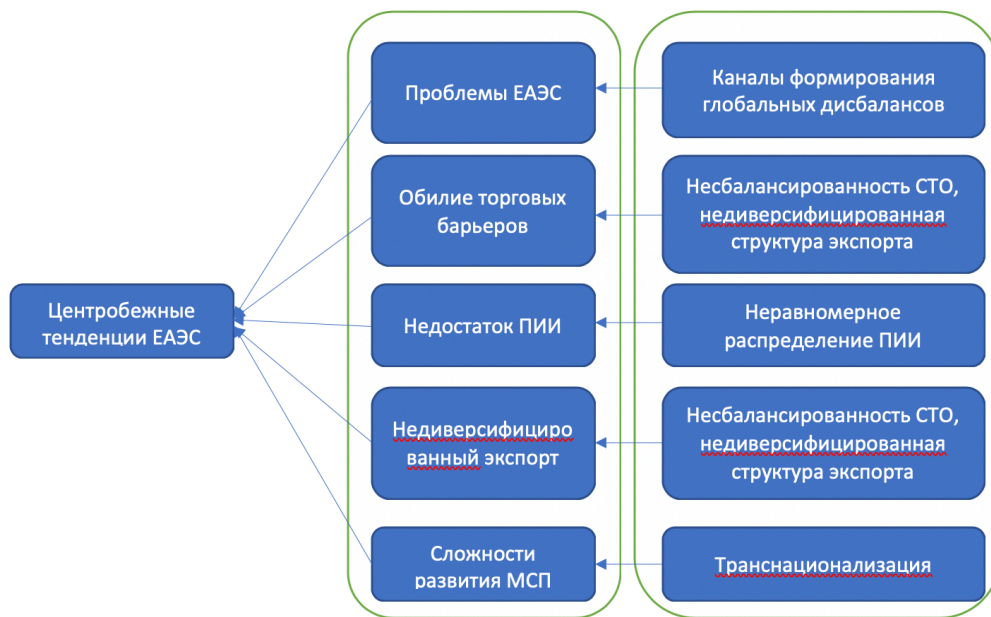 Центробежные
тенденции ЕАЭС
Проблемы ЕАЭС
Обилие торговых
барьеров
Недостаток ПИИ
Недиверсифициро
ванный экспорт
Сложности
развития МСП
Каналы формирования
глобальных дисбалансов
Несбалансированность СТО,
недиверсифицированная
структура экспорта
Неравномерное
распределение ПИИ
Несбалансированность СТО,
недиверсифицированная
структура экспорта
Транснационализация